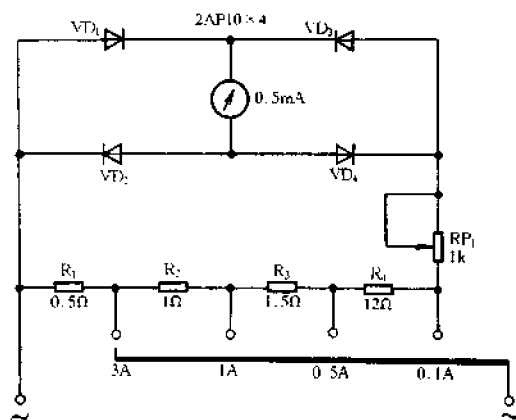 2AP10×4
VD₁
VD₃
0.5mA
VD₂
VD₄
RP₁
1k
R₁
R₂
R₃
R₄
0.5Ω
1Ω
1.5Ω
12Ω
3A
1A
0.5A
0.1A
~
~